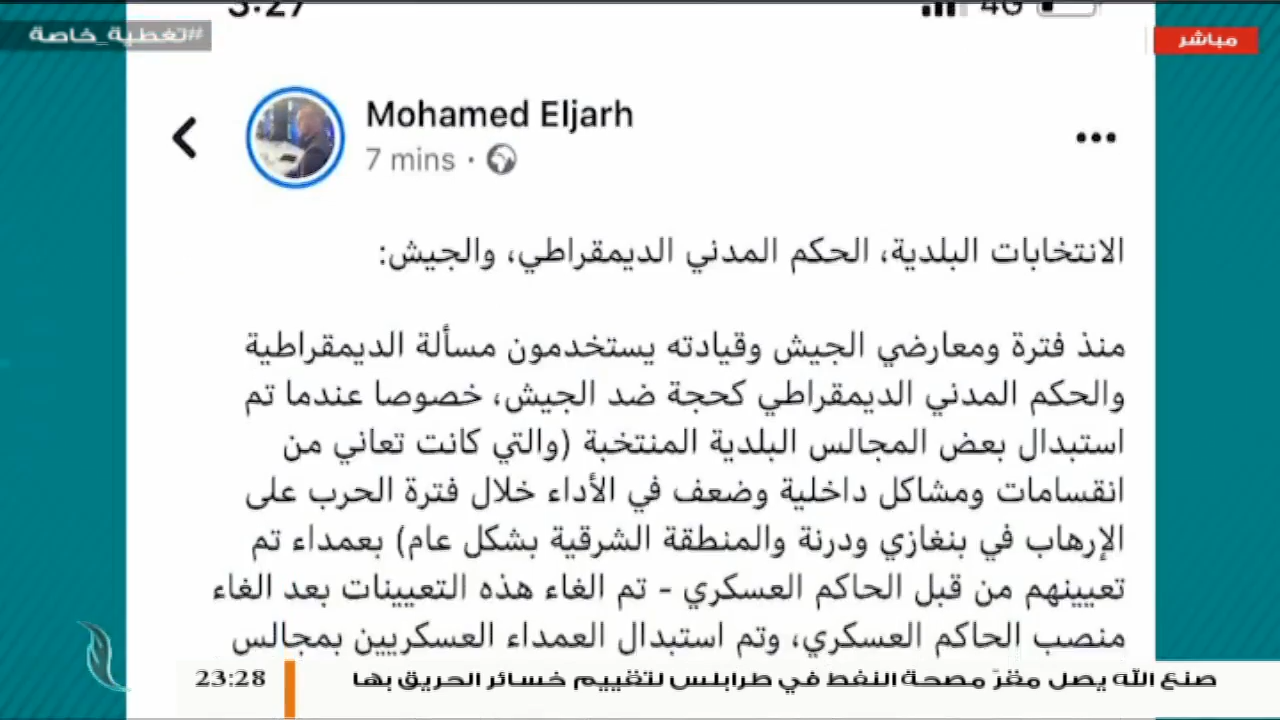 3:27
4G
#تغطية_خاصة
مباشر
Mohamed Eljarh
7 mins ·
الانتخابات البلدية، الحكم المدني الديمقراطي، والجيش:
منذ فترة ومعارضي الجيش وقيادته يستخدمون مسألة الديمقراطية
والحكم المدني الديمقراطي كحجة ضد الجيش، خصوصا عندما تم
استبدال بعض المجالس البلدية المنتخبة (والتي كانت تعاني من
انقسامات ومشاكل داخلية وضعف في الأداء خلال فترة الحرب على
الإرهاب في بنغازي ودرنة والمنطقة الشرقية بشكل عام) بعمداء تم
تعيينهم من قبل الحاكم العسكري - تم الغاء هذه التعيينات بعد الغاء
منصب الحاكم العسكري، وتم استبدال العمداء العسكريين بمجالس
23:28
صنع الله يصل مقرّ مصحة النفط في طرابلس لتقييم خسائر الحريق بها